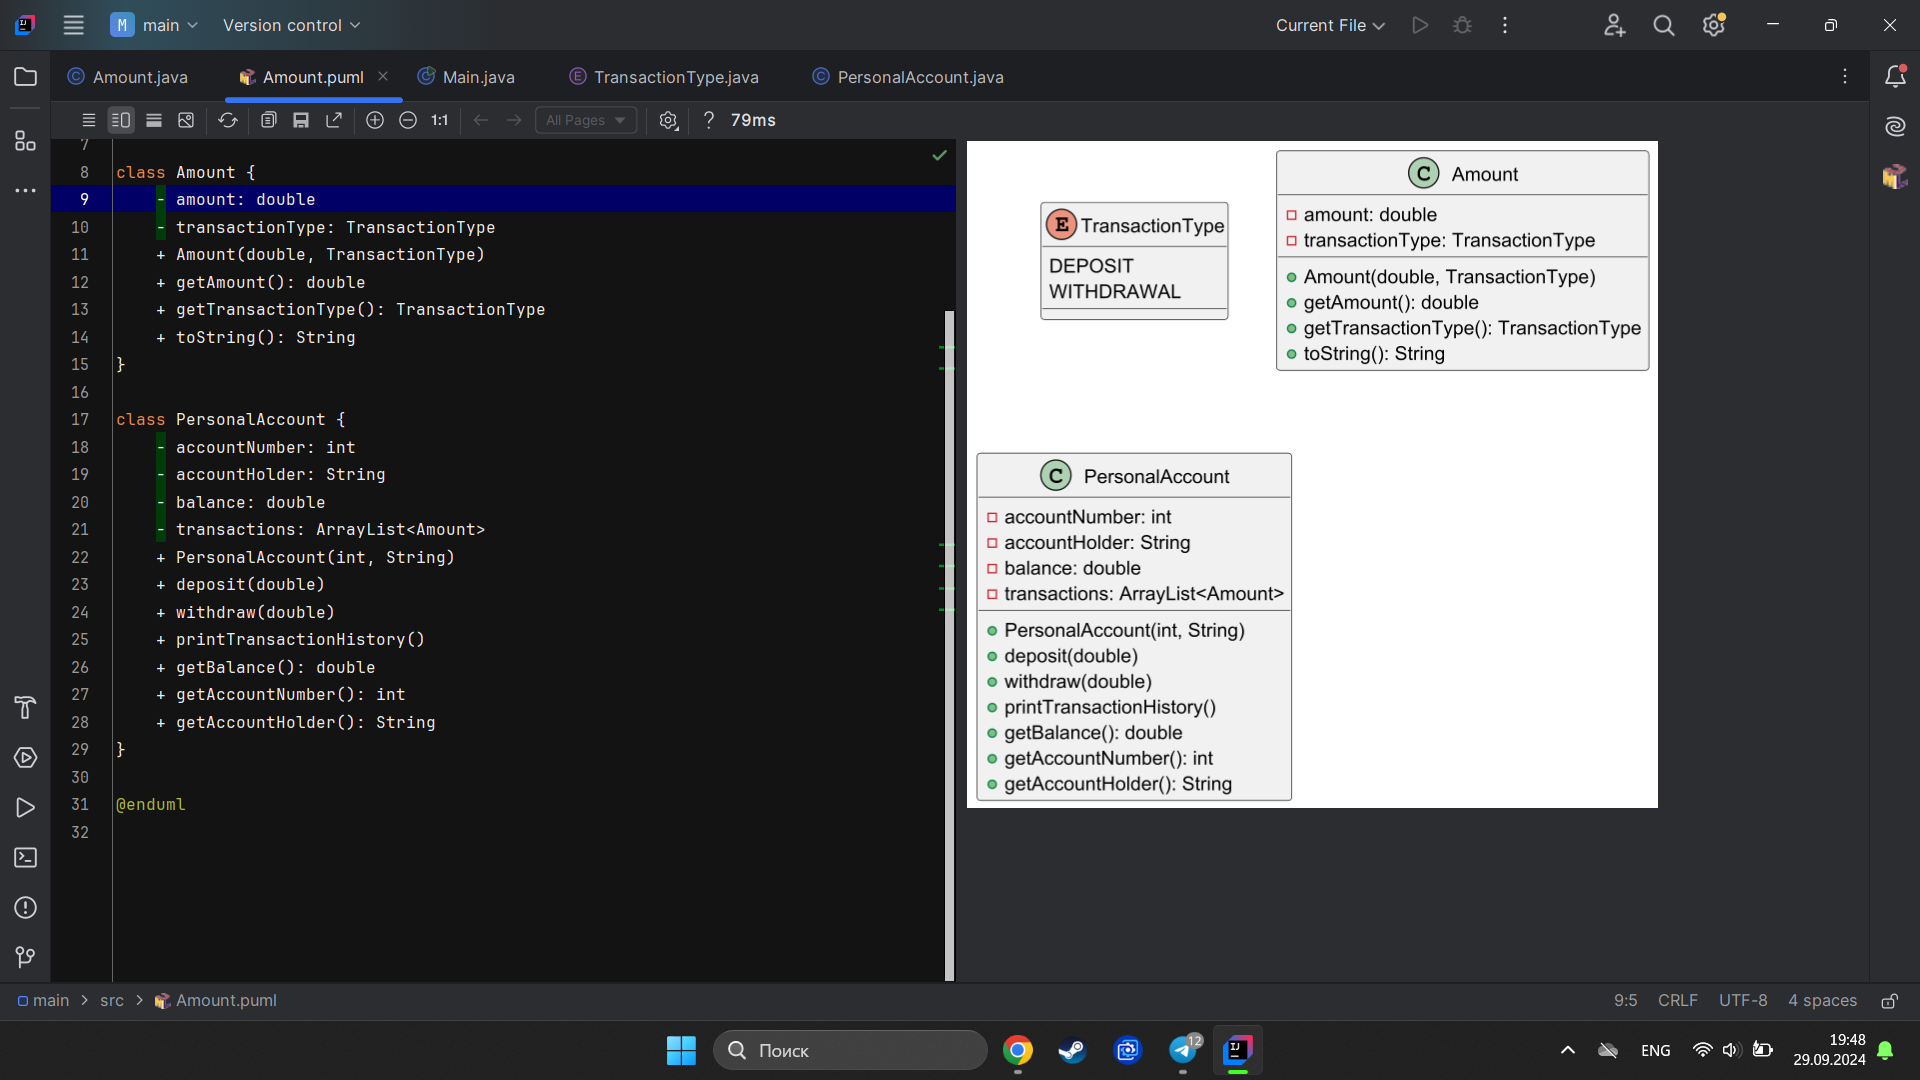 M main Version control Current File
Amount.java Amount.puml Main.java TransactionType.java PersonalAccount.java
1:1 All Pages ? 79ms
7
8 class Amount {
9 - amount: double
10 - transactionType: TransactionType
11 + Amount(double, TransactionType)
12 + getAmount(): double
13 + getTransactionType(): TransactionType
14 + toString(): String
15 }
16
17 class PersonalAccount {
18 - accountNumber: int
19 - accountHolder: String
20 - balance: double
21 - transactions: ArrayList<Amount>
22 + PersonalAccount(int, String)
23 + deposit(double)
24 + withdraw(double)
25 + printTransactionHistory()
26 + getBalance(): double
27 + getAccountNumber(): int
28 + getAccountHolder(): String
29 }
30
31 @enduml
32
E TransactionType
DEPOSIT
WITHDRAWAL
C Amount
amount: double
transactionType: TransactionType
Amount(double, TransactionType)
getAmount(): double
getTransactionType(): TransactionType
toString(): String
C PersonalAccount
accountNumber: int
accountHolder: String
balance: double
transactions: ArrayList<Amount>
PersonalAccount(int, String)
deposit(double)
withdraw(double)
printTransactionHistory()
getBalance(): double
getAccountNumber(): int
getAccountHolder(): String
main > src > Amount.puml 9:5 CRLF UTF-8 4 spaces
Поиск 12 ENG 19:48
29.09.2024